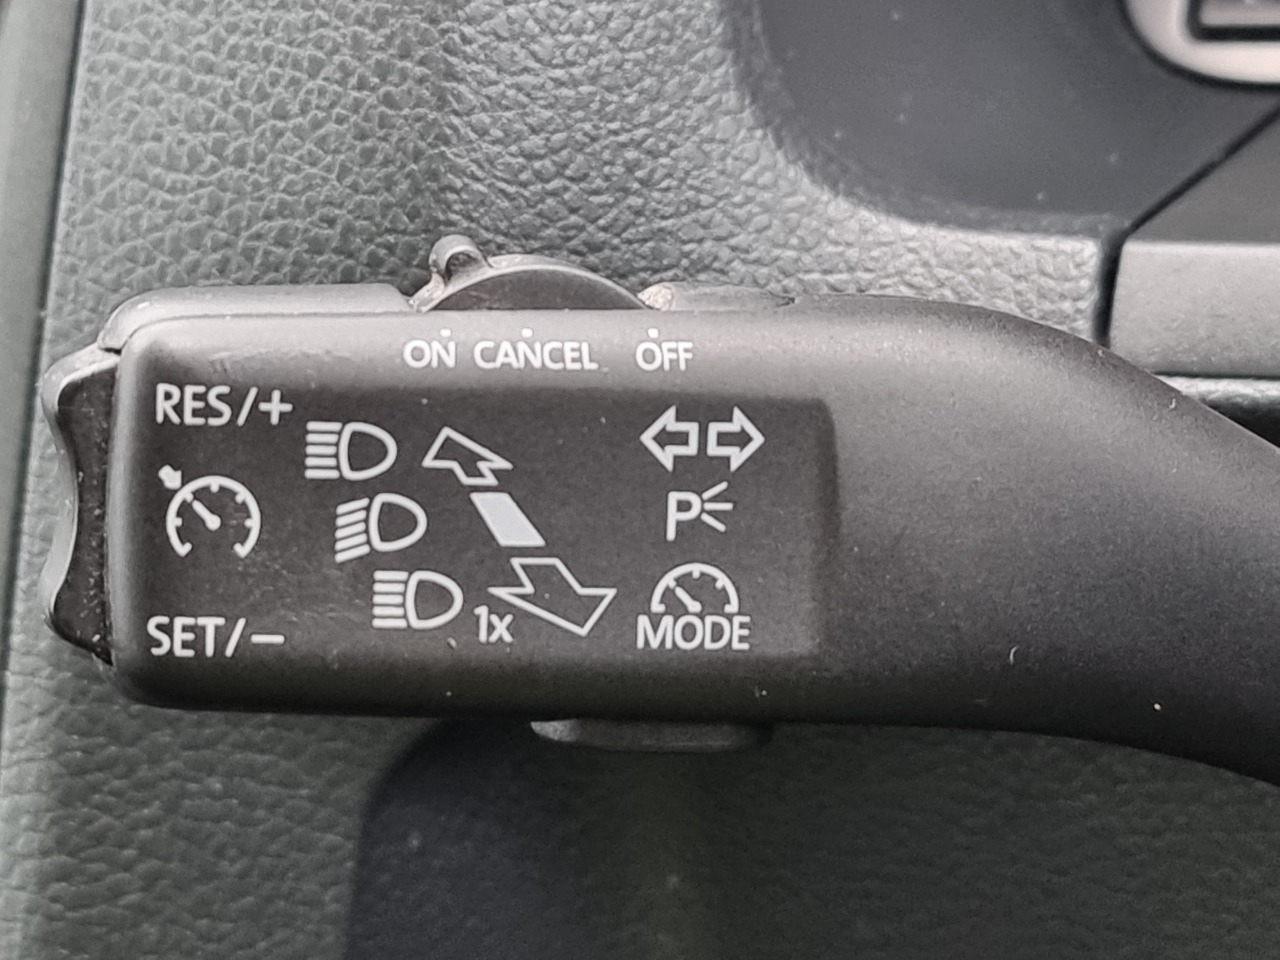 ON CANCEL OFF
RES/+
P
1x
SET/−
MODE